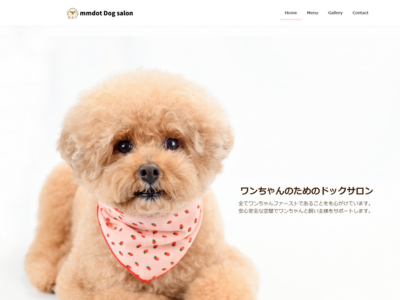 mmdot Dog salon
Home Menu Gallery Contact
ワンちゃんのためのドックサロン
全てワンちゃんファーストであることをも心がけています。
安心安全な空間でワンちゃんと飼い主様をサポートします。